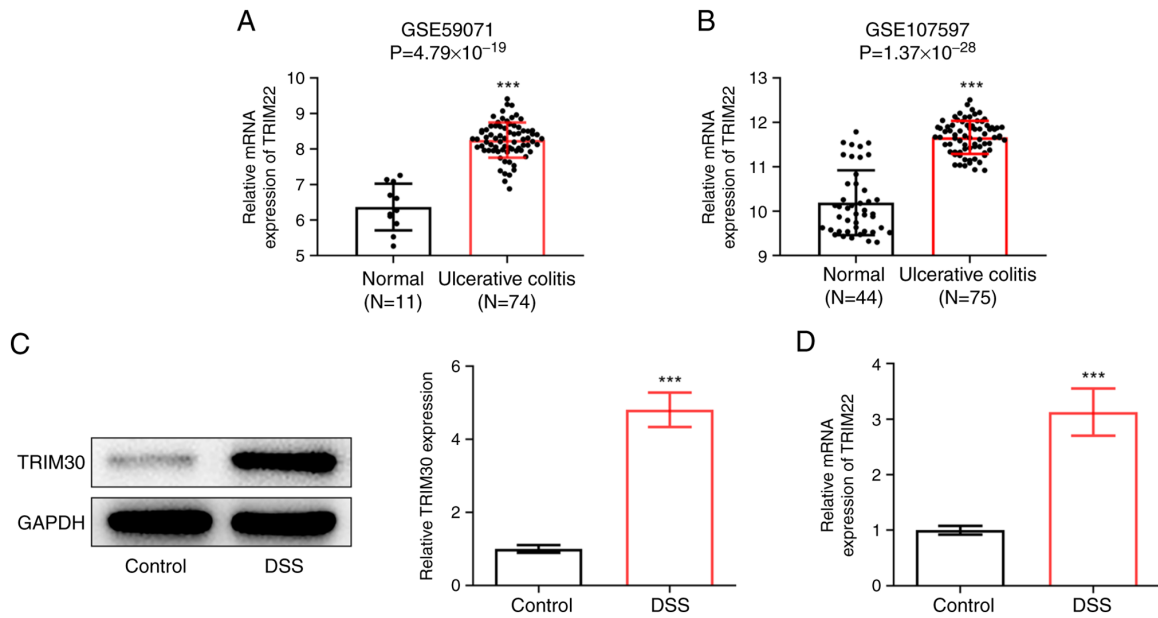 A
GSE59071
P=4.79×10⁻¹⁹
Relative mRNA
expression of TRIM22
10
9
8
7
6
5
***
Normal
(N=11)
Ulcerative colitis
(N=74)
B
GSE107597
P=1.37×10⁻²⁸
Relative mRNA
expression of TRIM22
13
12
11
10
9
***
Normal
(N=44)
Ulcerative colitis
(N=75)
C
TRIM30
GAPDH
Control
DSS
Relative TRIM30 expression
6
4
2
0
***
Control
DSS
D
Relative mRNA
expression of TRIM22
4
3
2
1
0
***
Control
DSS